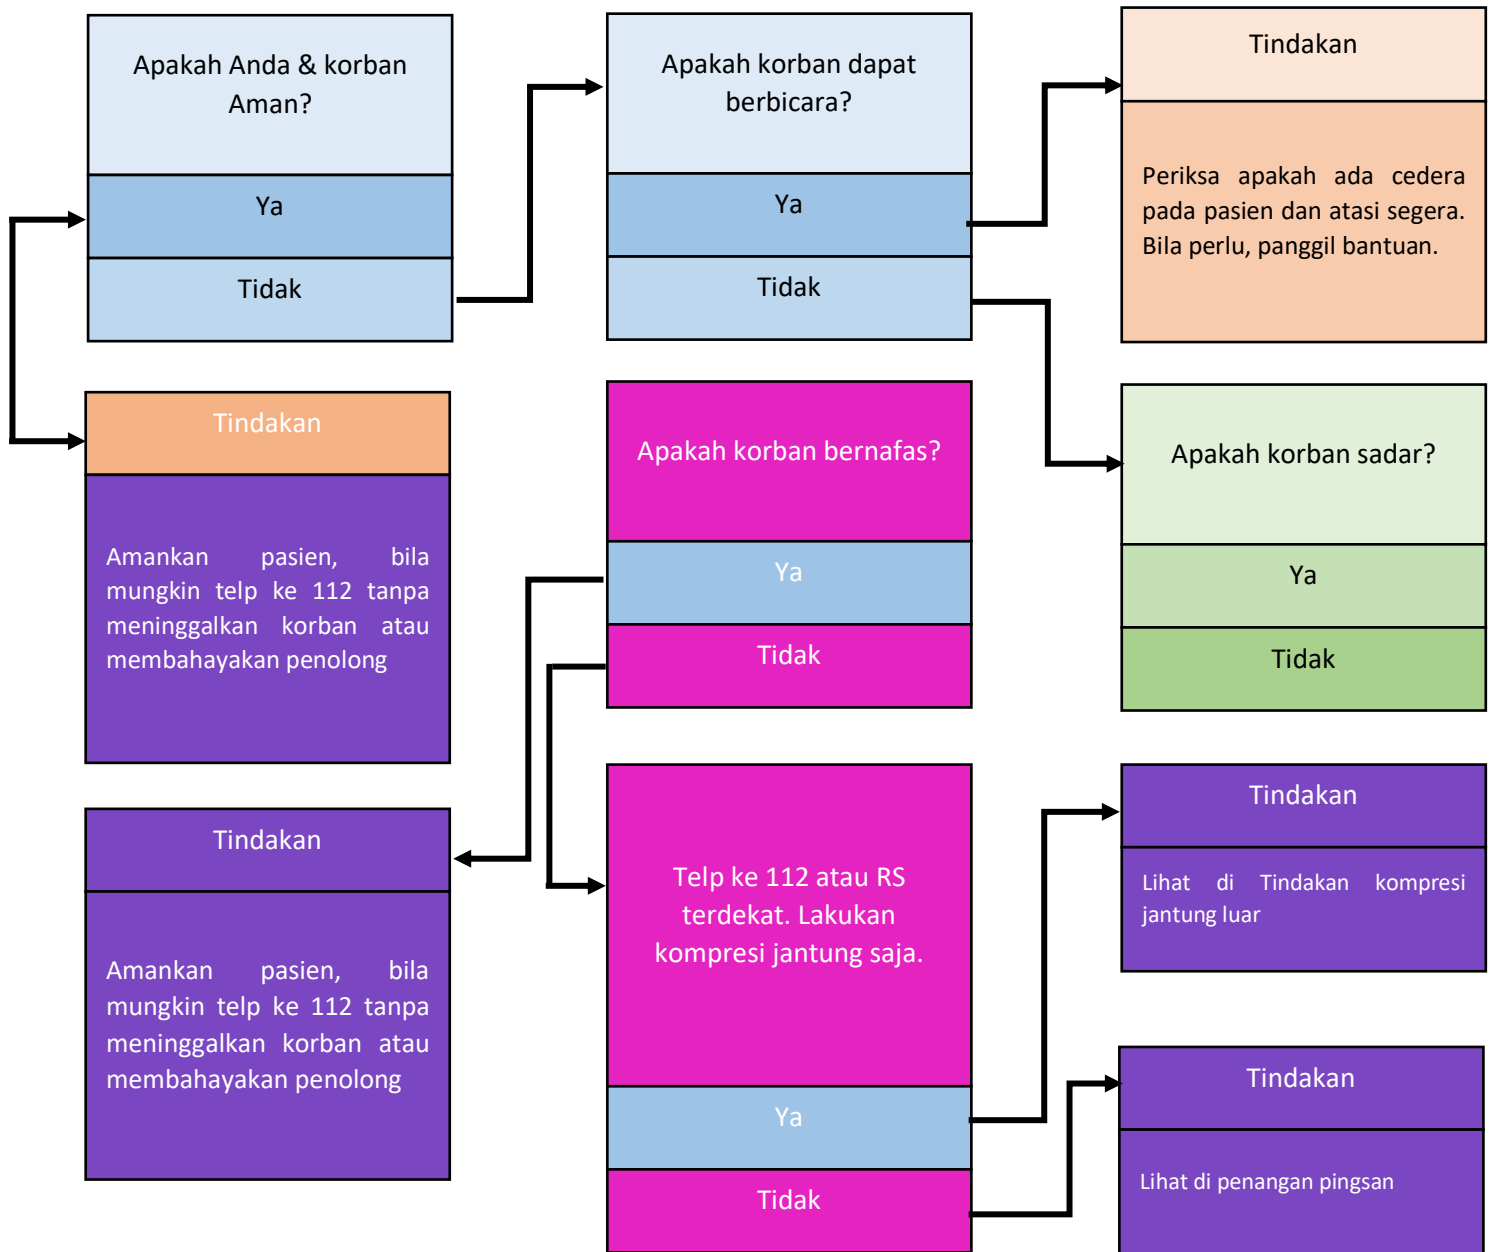 Apakah Anda & korban
Aman?
Ya
Tidak
Apakah korban dapat
berbicara?
Ya
Tidak
Tindakan
Periksa apakah ada cedera
pada pasien dan atasi segera.
Bila perlu, panggil bantuan.
Tindakan
Amankan pasien, bila
mungkin telp ke 112 tanpa
meninggalkan korban atau
membahayakan penolong
Apakah korban bernafas?
Ya
Tidak
Apakah korban sadar?
Ya
Tidak
Tindakan
Amankan pasien, bila
mungkin telp ke 112 tanpa
meninggalkan korban atau
membahayakan penolong
Telp ke 112 atau RS
terdekat. Lakukan
kompresi jantung saja.
Ya
Tidak
Tindakan
Lihat di Tindakan kompresi
jantung luar
Tindakan
Lihat di penangan pingsan